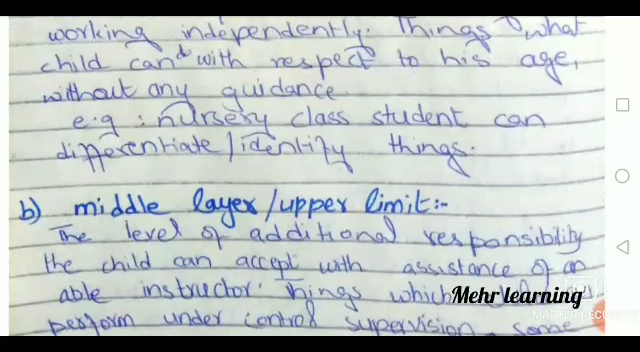 working independently. Things what
child can do with respect to his age,
without any guidance.
e.g : nursery class student can
differentiate/identify things.
b) middle layer/upper limit:-
The level of additional responsibility
the child can accept with assistance of an
able instructor. Things which
Mehr learning
perform under control supervision. Some